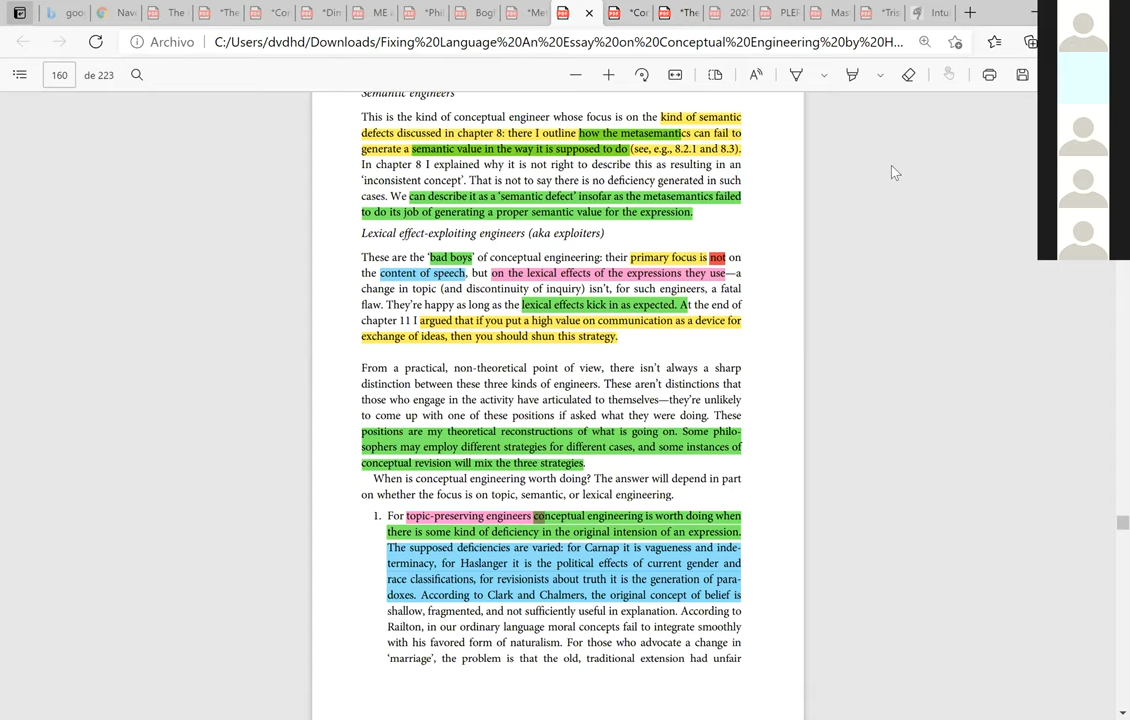 goo
Nav
The
*The
*Cor
*Din
ME a
*Phi
Bogl
*Met
*Cor
*The
2020
PLEF
Mas
*Tris
Intu
Archivo
C:/Users/dvdhd/Downloads/Fixing%20Language%20An%20Essay%20on%20Conceptual%20Engineering%20by%20H...
160 de 223
Semantic engineers
This is the kind of conceptual engineer whose focus is on the kind of semantic
defects discussed in chapter 8: there I outline how the metasemantics can fail to
generate a semantic value in the way it is supposed to (see, e.g., 8.2.1 and 8.3).
In chapter 8 I explained why it is not right to describe this as resulting in an
‘inconsistent concept’. That is not to say there is no deficiency generated in such
cases. We can describe it as a ‘semantic defect’ insofar as the metasemantics failed
to do its job of generating a proper semantic value for the expression.
Lexical effect-exploiting engineers (aka exploiters)
These are the ‘bad boys’ of conceptual engineering: their primary focus is not on
the content of speech, but on the lexical effects of the expressions they use—a
change in topic (and discontinuity of inquiry) isn’t, for such engineers, a fatal
flaw. They’re happy as long as the lexical effects kick in as expected. At the end of
chapter 11 I argued that if you put a high value on communication as a device for
exchange of ideas, then you should shun this strategy.
From a practical, non-theoretical point of view, there isn’t always a sharp
distinction between these three kinds of engineers. These aren’t distinctions that
those who engage in the activity have articulated to themselves—they’re unlikely
to come up with one of these positions if asked what they were doing. These
positions are my theoretical reconstructions of what is going on. Some philo-
sophers may employ different strategies for different cases, and some instances of
conceptual revision will mix the three strategies.
When is conceptual engineering worth doing? The answer will depend in part
on whether the focus is on topic, semantic, or lexical engineering.
1. For topic-preserving engineers conceptual engineering is worth doing when
there is some kind of deficiency in the original intension of an expression.
The supposed deficiencies are varied: for Carnap it is vagueness and inde-
terminacy, for Haslanger it is the political effects of current gender and
race classifications, for revisionists about truth it is the generation of para-
doxes. According to Clark and Chalmers, the original concept of belief is
shallow, fragmented, and not sufficiently useful in explanation. According to
Railton, in our ordinary language moral concepts fail to integrate smoothly
with his favored form of naturalism. For those who advocate a change in
‘marriage’, the problem is that the old, traditional extension had unfair